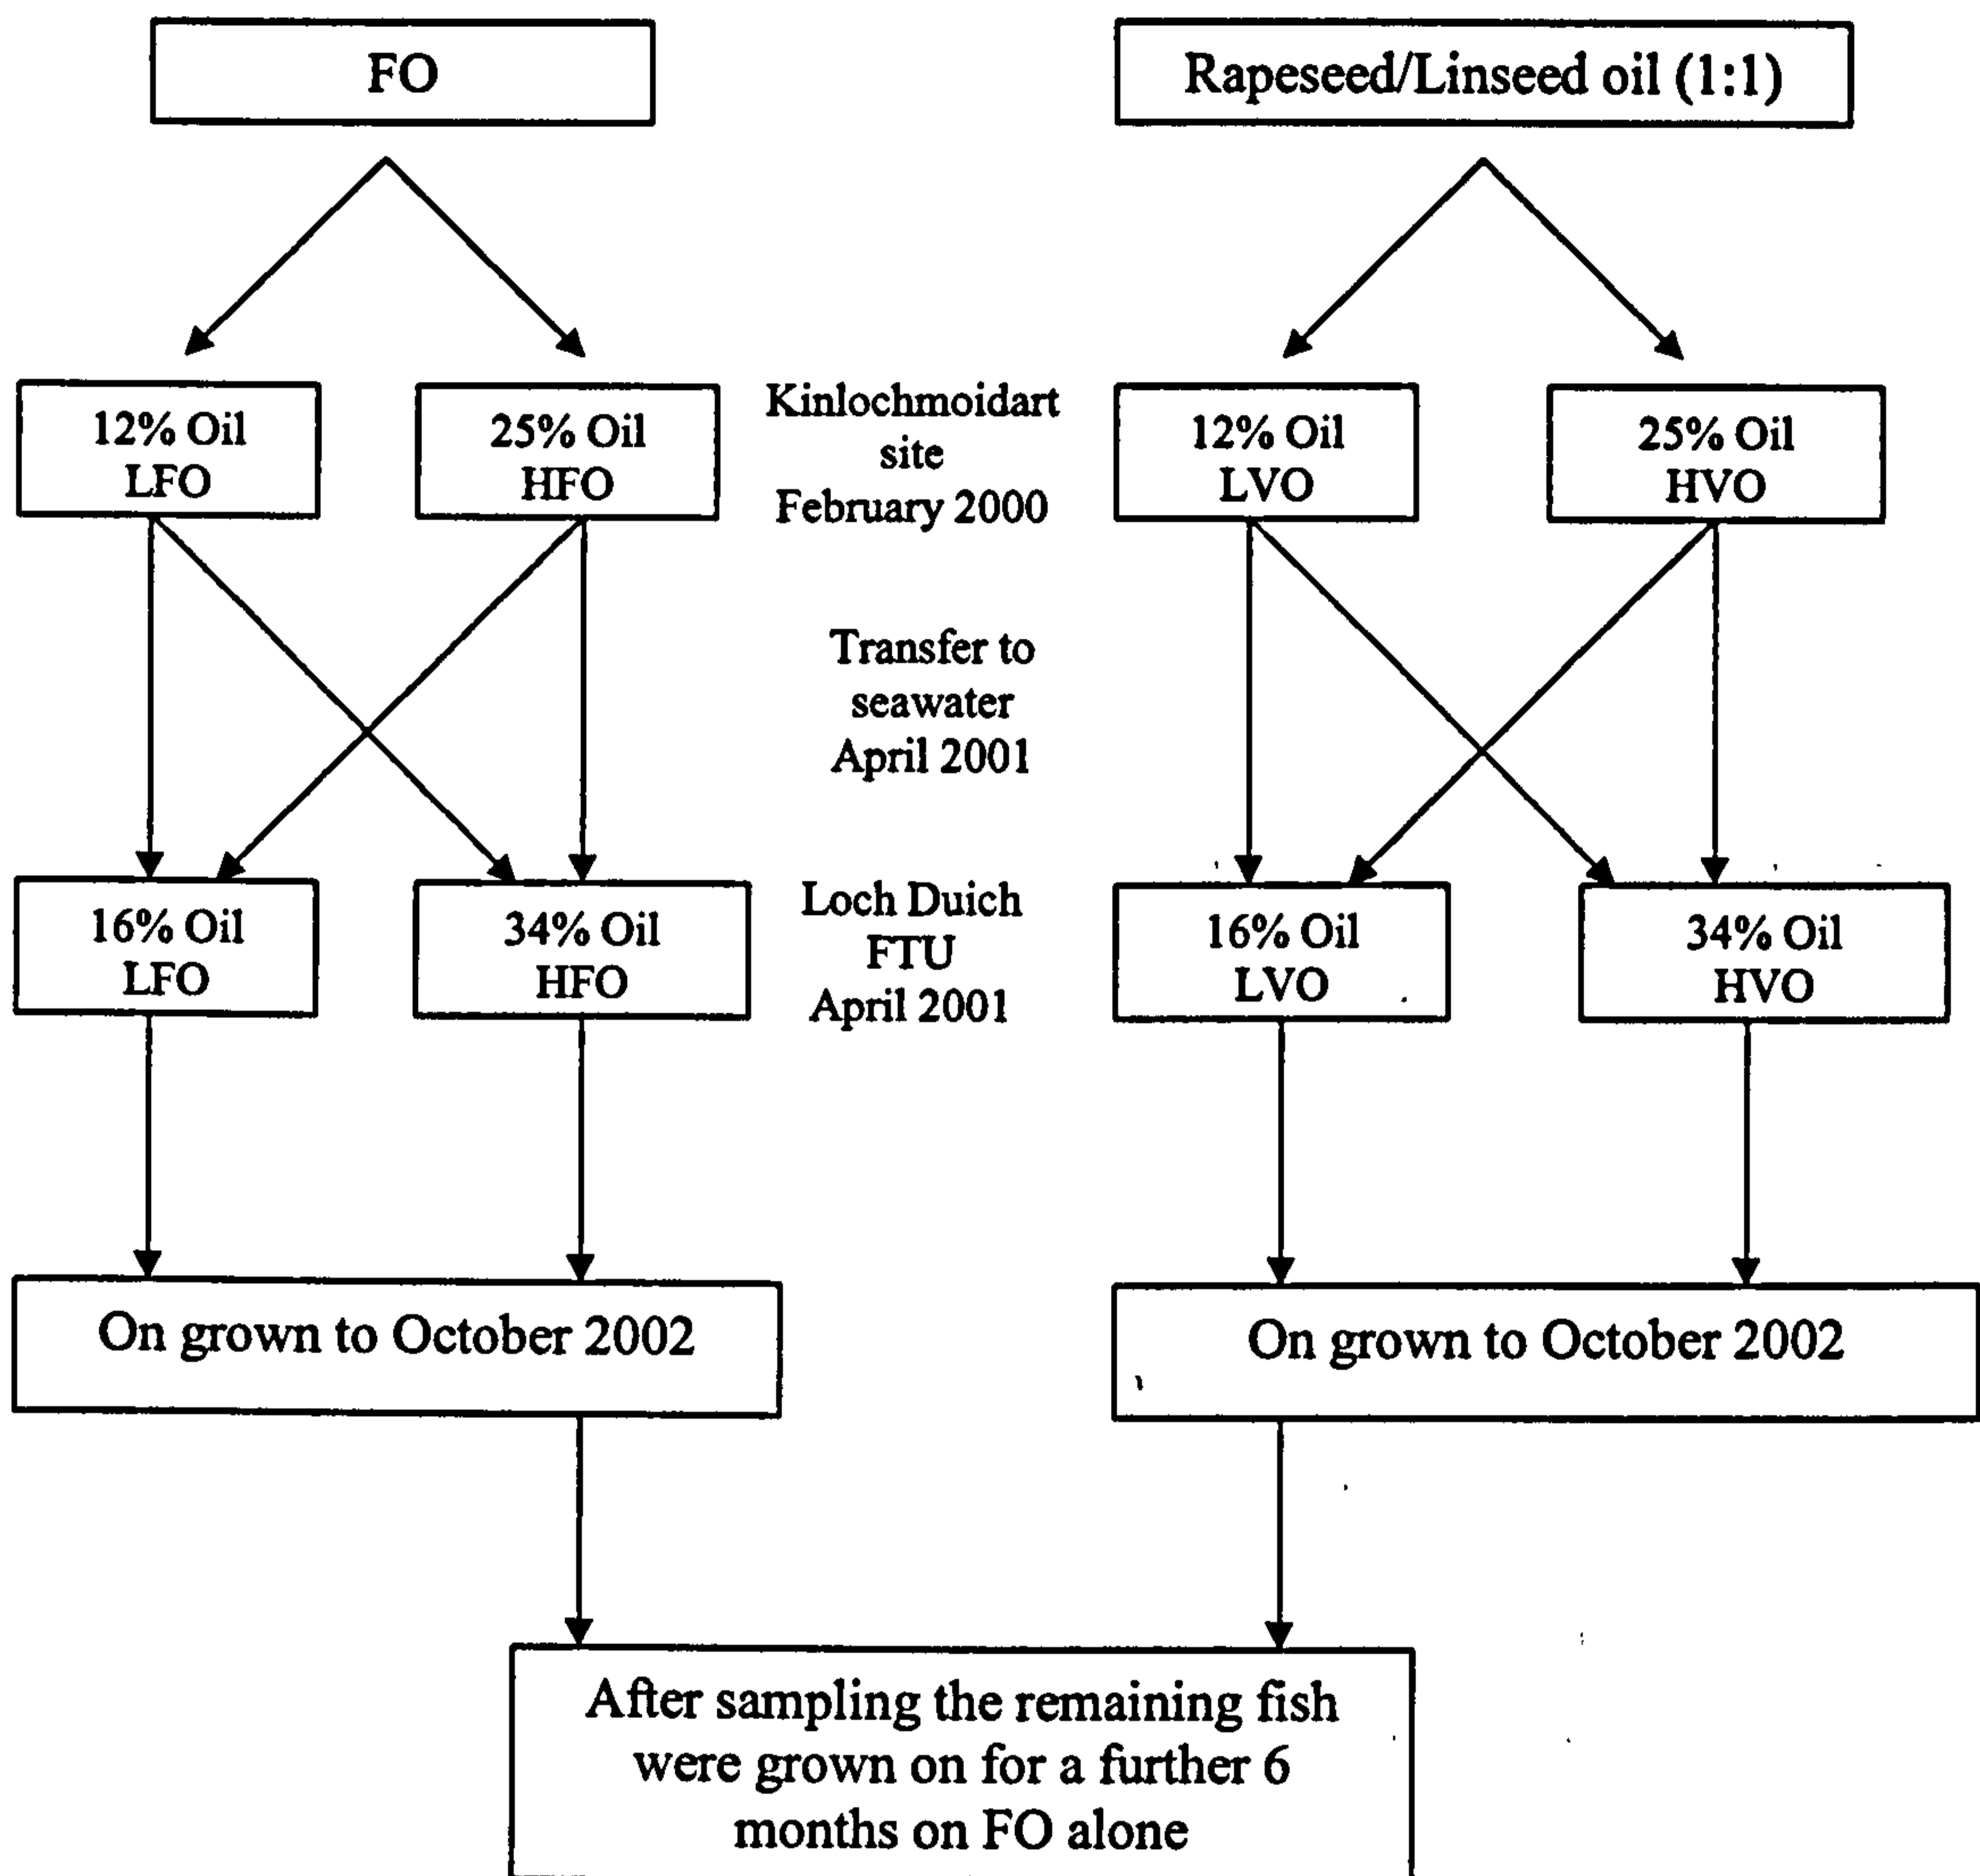 FO
Rapeseed/Linseed oil (1:1)
12% Oil
LFO
25% Oil
HFO
Kinlochmoidart
site
February 2000
12% Oil
LVO
25% Oil
HVO
Transfer to
seawater
April 2001
16% Oil
LFO
34% Oil
HFO
Loch Duich
FTU
April 2001
16% Oil
LVO
34% Oil
HVO
On grown to October 2002
On grown to October 2002
After sampling the remaining fish
were grown on for a further 6
months on FO alone